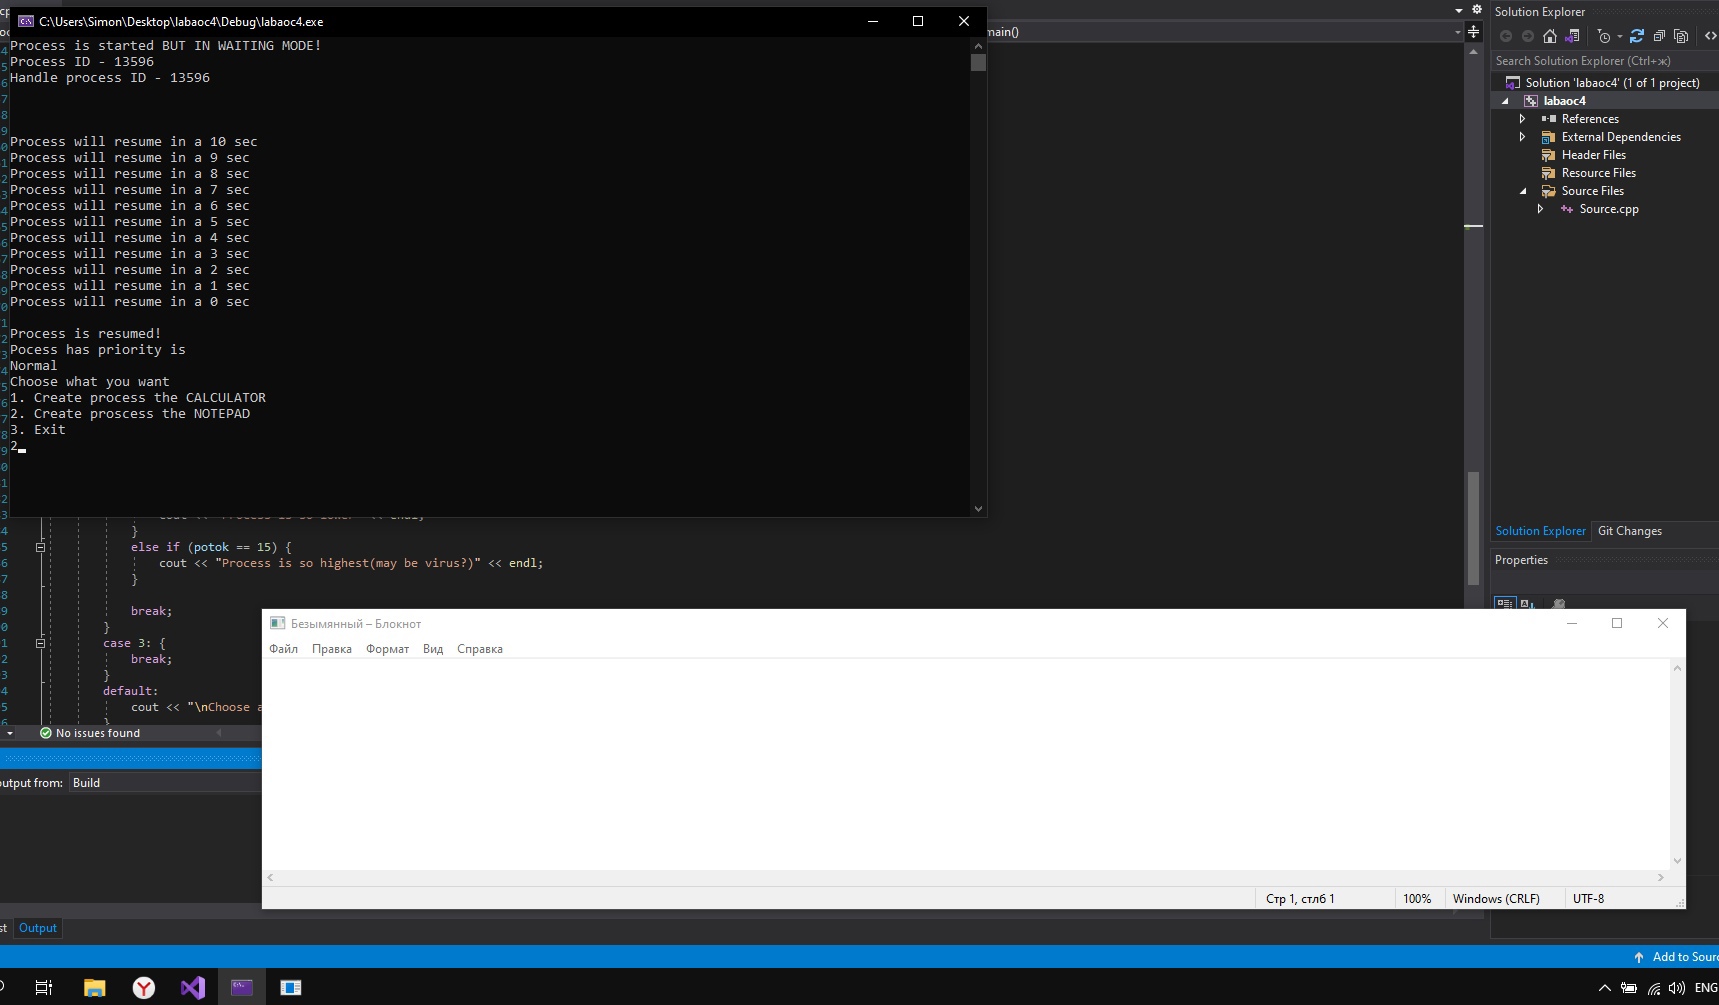 C:\Users\Simon\Desktop\labaoc4\Debug\labaoc4.exe
Process is started BUT IN WAITING MODE!
Process ID - 13596
Handle process ID - 13596
Process will resume in a 10 sec
Process will resume in a 9 sec
Process will resume in a 8 sec
Process will resume in a 7 sec
Process will resume in a 6 sec
Process will resume in a 5 sec
Process will resume in a 4 sec
Process will resume in a 3 sec
Process will resume in a 2 sec
Process will resume in a 1 sec
Process will resume in a 0 sec
Process is resumed!
Pocess has priority is
Normal
Choose what you want
1. Create process the CALCULATOR
2. Create proscess the NOTEPAD
3. Exit
2
main()
}
else if (potok == 15) {
cout << "Process is so highest(may be virus?)" << endl;
}
break;
}
case 3: {
break;
}
default:
cout << "\nChoose a
}
No issues found
output from: Build
Output
Безымянный – Блокнот
Файл Правка Формат Вид Справка
Стр 1, стлб 1 100% Windows (CRLF) UTF-8
Solution Explorer
Search Solution Explorer (Ctrl+ж)
Solution 'labaoc4' (1 of 1 project)
labaoc4
References
External Dependencies
Header Files
Resource Files
Source Files
Source.cpp
Solution Explorer Git Changes
Properties
Add to Sourc
ENG